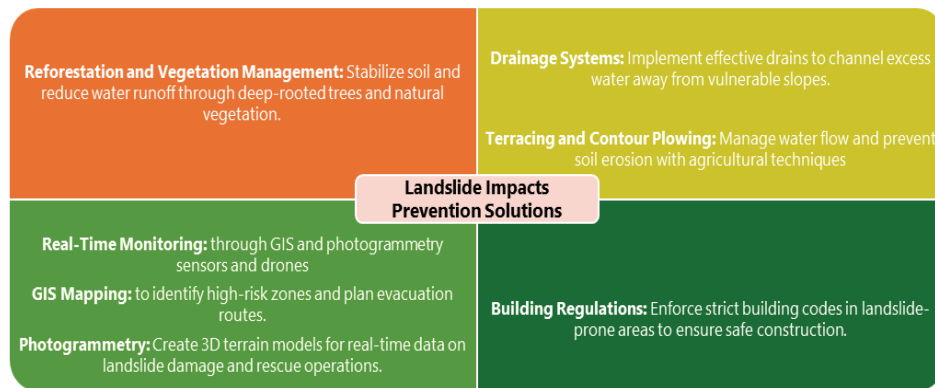 Reforestation and Vegetation Management: Stabilize soil and
reduce water runoff through deep-rooted trees and natural
vegetation.
Drainage Systems: Implement effective drains to channel excess
water away from vulnerable slopes.
Terracing and Contour Plowing: Manage water flow and prevent
soil erosion with agricultural techniques
Landslide Impacts
Prevention Solutions
Real-Time Monitoring: through GIS and photogrammetry
sensors and drones
GIS Mapping: to identify high-risk zones and plan evacuation
routes.
Photogrammetry: Create 3D terrain models for real-time data on
landslide damage and rescue operations.
Building Regulations: Enforce strict building codes in landslide-
prone areas to ensure safe construction.